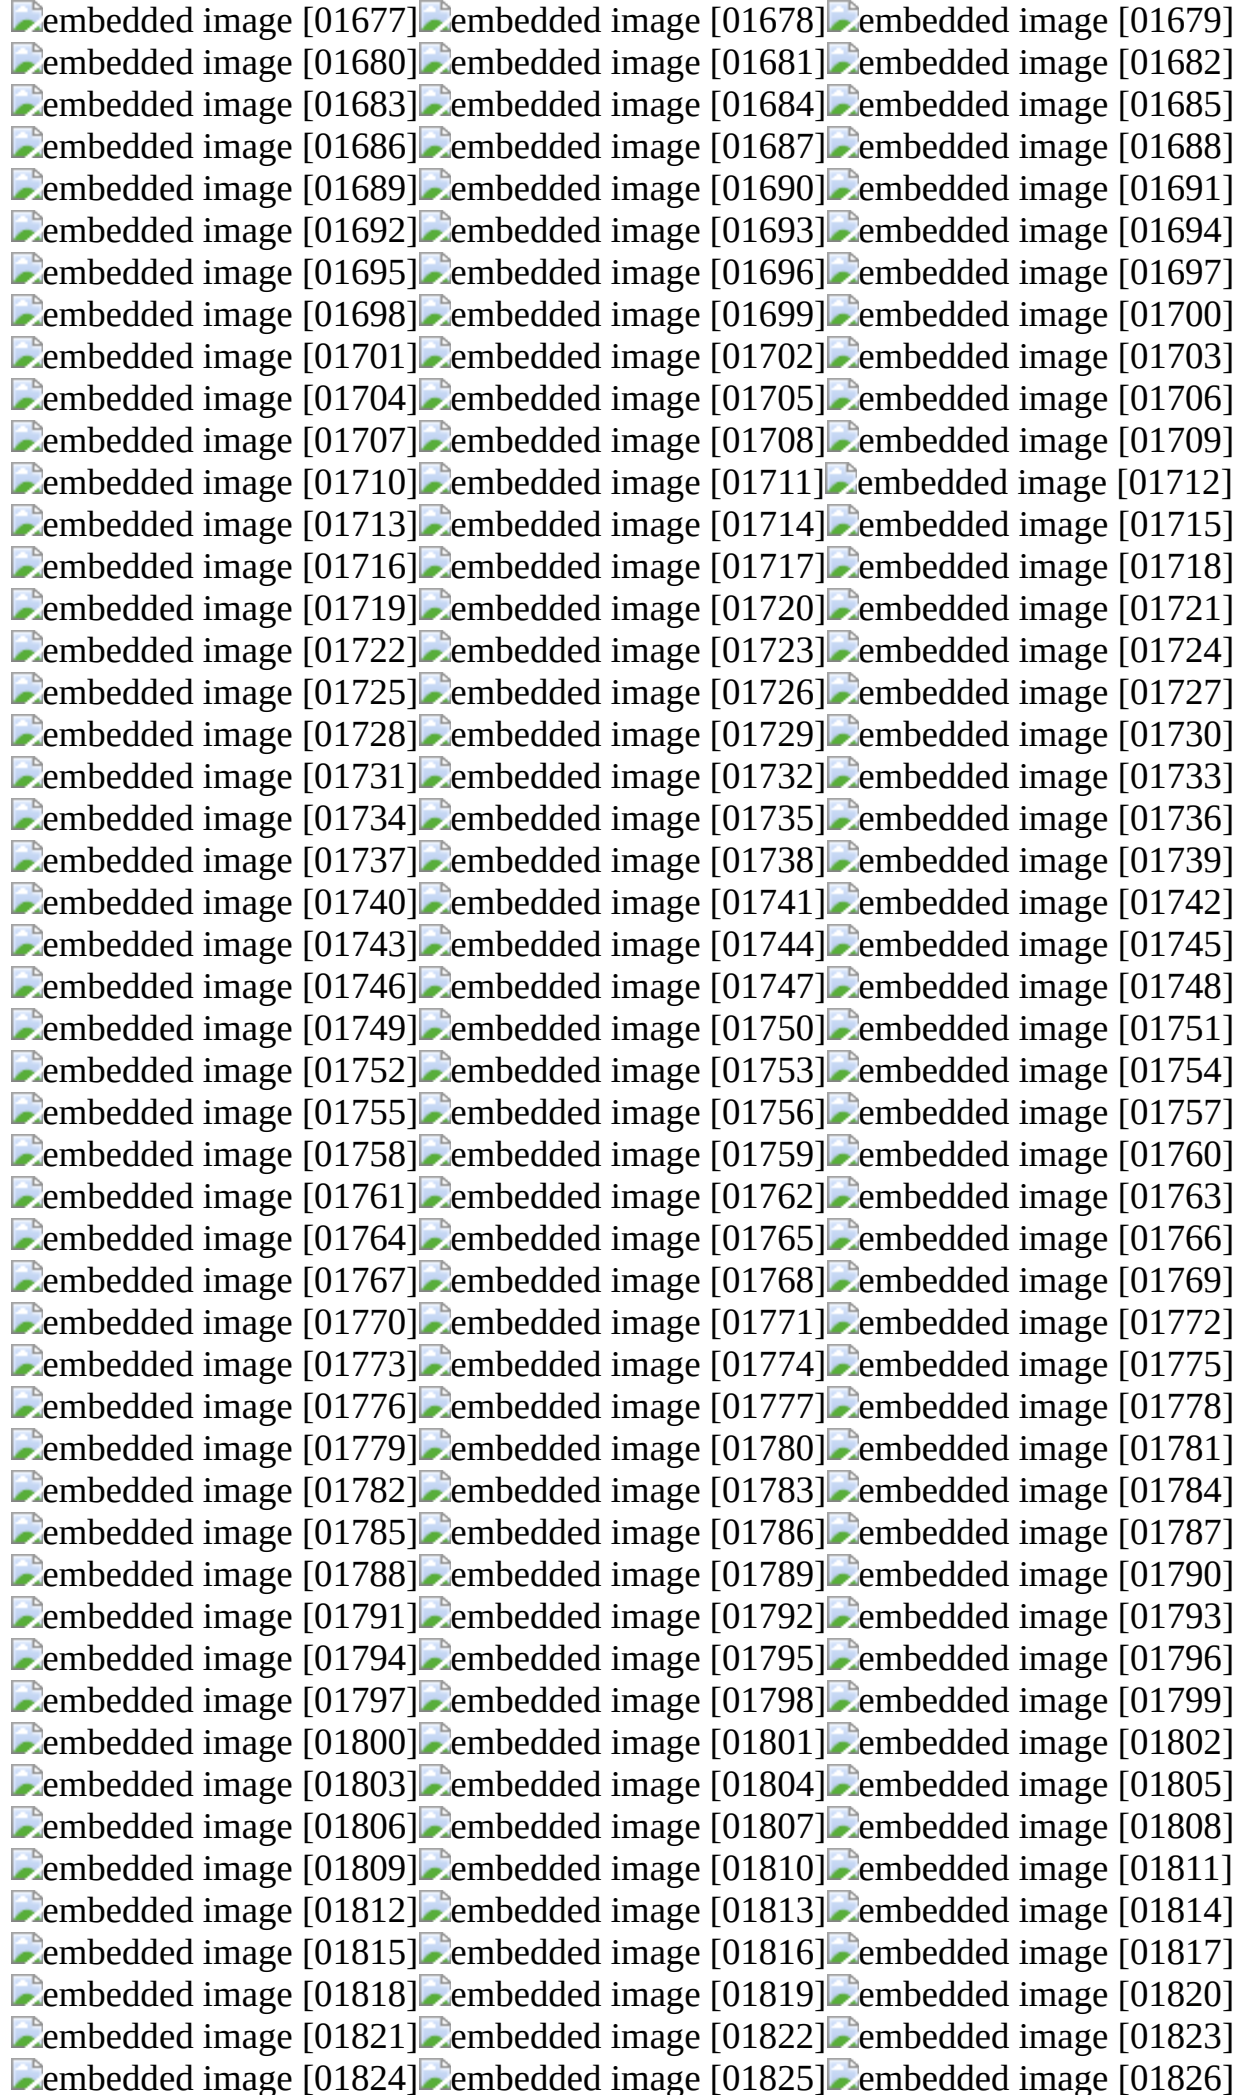 embedded image [01677]embedded image [01678]embedded image [01679]
embedded image [01680]embedded image [01681]embedded image [01682]
embedded image [01683]embedded image [01684]embedded image [01685]
embedded image [01686]embedded image [01687]embedded image [01688]
embedded image [01689]embedded image [01690]embedded image [01691]
embedded image [01692]embedded image [01693]embedded image [01694]
embedded image [01695]embedded image [01696]embedded image [01697]
embedded image [01698]embedded image [01699]embedded image [01700]
embedded image [01701]embedded image [01702]embedded image [01703]
embedded image [01704]embedded image [01705]embedded image [01706]
embedded image [01707]embedded image [01708]embedded image [01709]
embedded image [01710]embedded image [01711]embedded image [01712]
embedded image [01713]embedded image [01714]embedded image [01715]
embedded image [01716]embedded image [01717]embedded image [01718]
embedded image [01719]embedded image [01720]embedded image [01721]
embedded image [01722]embedded image [01723]embedded image [01724]
embedded image [01725]embedded image [01726]embedded image [01727]
embedded image [01728]embedded image [01729]embedded image [01730]
embedded image [01731]embedded image [01732]embedded image [01733]
embedded image [01734]embedded image [01735]embedded image [01736]
embedded image [01737]embedded image [01738]embedded image [01739]
embedded image [01740]embedded image [01741]embedded image [01742]
embedded image [01743]embedded image [01744]embedded image [01745]
embedded image [01746]embedded image [01747]embedded image [01748]
embedded image [01749]embedded image [01750]embedded image [01751]
embedded image [01752]embedded image [01753]embedded image [01754]
embedded image [01755]embedded image [01756]embedded image [01757]
embedded image [01758]embedded image [01759]embedded image [01760]
embedded image [01761]embedded image [01762]embedded image [01763]
embedded image [01764]embedded image [01765]embedded image [01766]
embedded image [01767]embedded image [01768]embedded image [01769]
embedded image [01770]embedded image [01771]embedded image [01772]
embedded image [01773]embedded image [01774]embedded image [01775]
embedded image [01776]embedded image [01777]embedded image [01778]
embedded image [01779]embedded image [01780]embedded image [01781]
embedded image [01782]embedded image [01783]embedded image [01784]
embedded image [01785]embedded image [01786]embedded image [01787]
embedded image [01788]embedded image [01789]embedded image [01790]
embedded image [01791]embedded image [01792]embedded image [01793]
embedded image [01794]embedded image [01795]embedded image [01796]
embedded image [01797]embedded image [01798]embedded image [01799]
embedded image [01800]embedded image [01801]embedded image [01802]
embedded image [01803]embedded image [01804]embedded image [01805]
embedded image [01806]embedded image [01807]embedded image [01808]
embedded image [01809]embedded image [01810]embedded image [01811]
embedded image [01812]embedded image [01813]embedded image [01814]
embedded image [01815]embedded image [01816]embedded image [01817]
embedded image [01818]embedded image [01819]embedded image [01820]
embedded image [01821]embedded image [01822]embedded image [01823]
embedded image [01824]embedded image [01825]embedded image [01826]